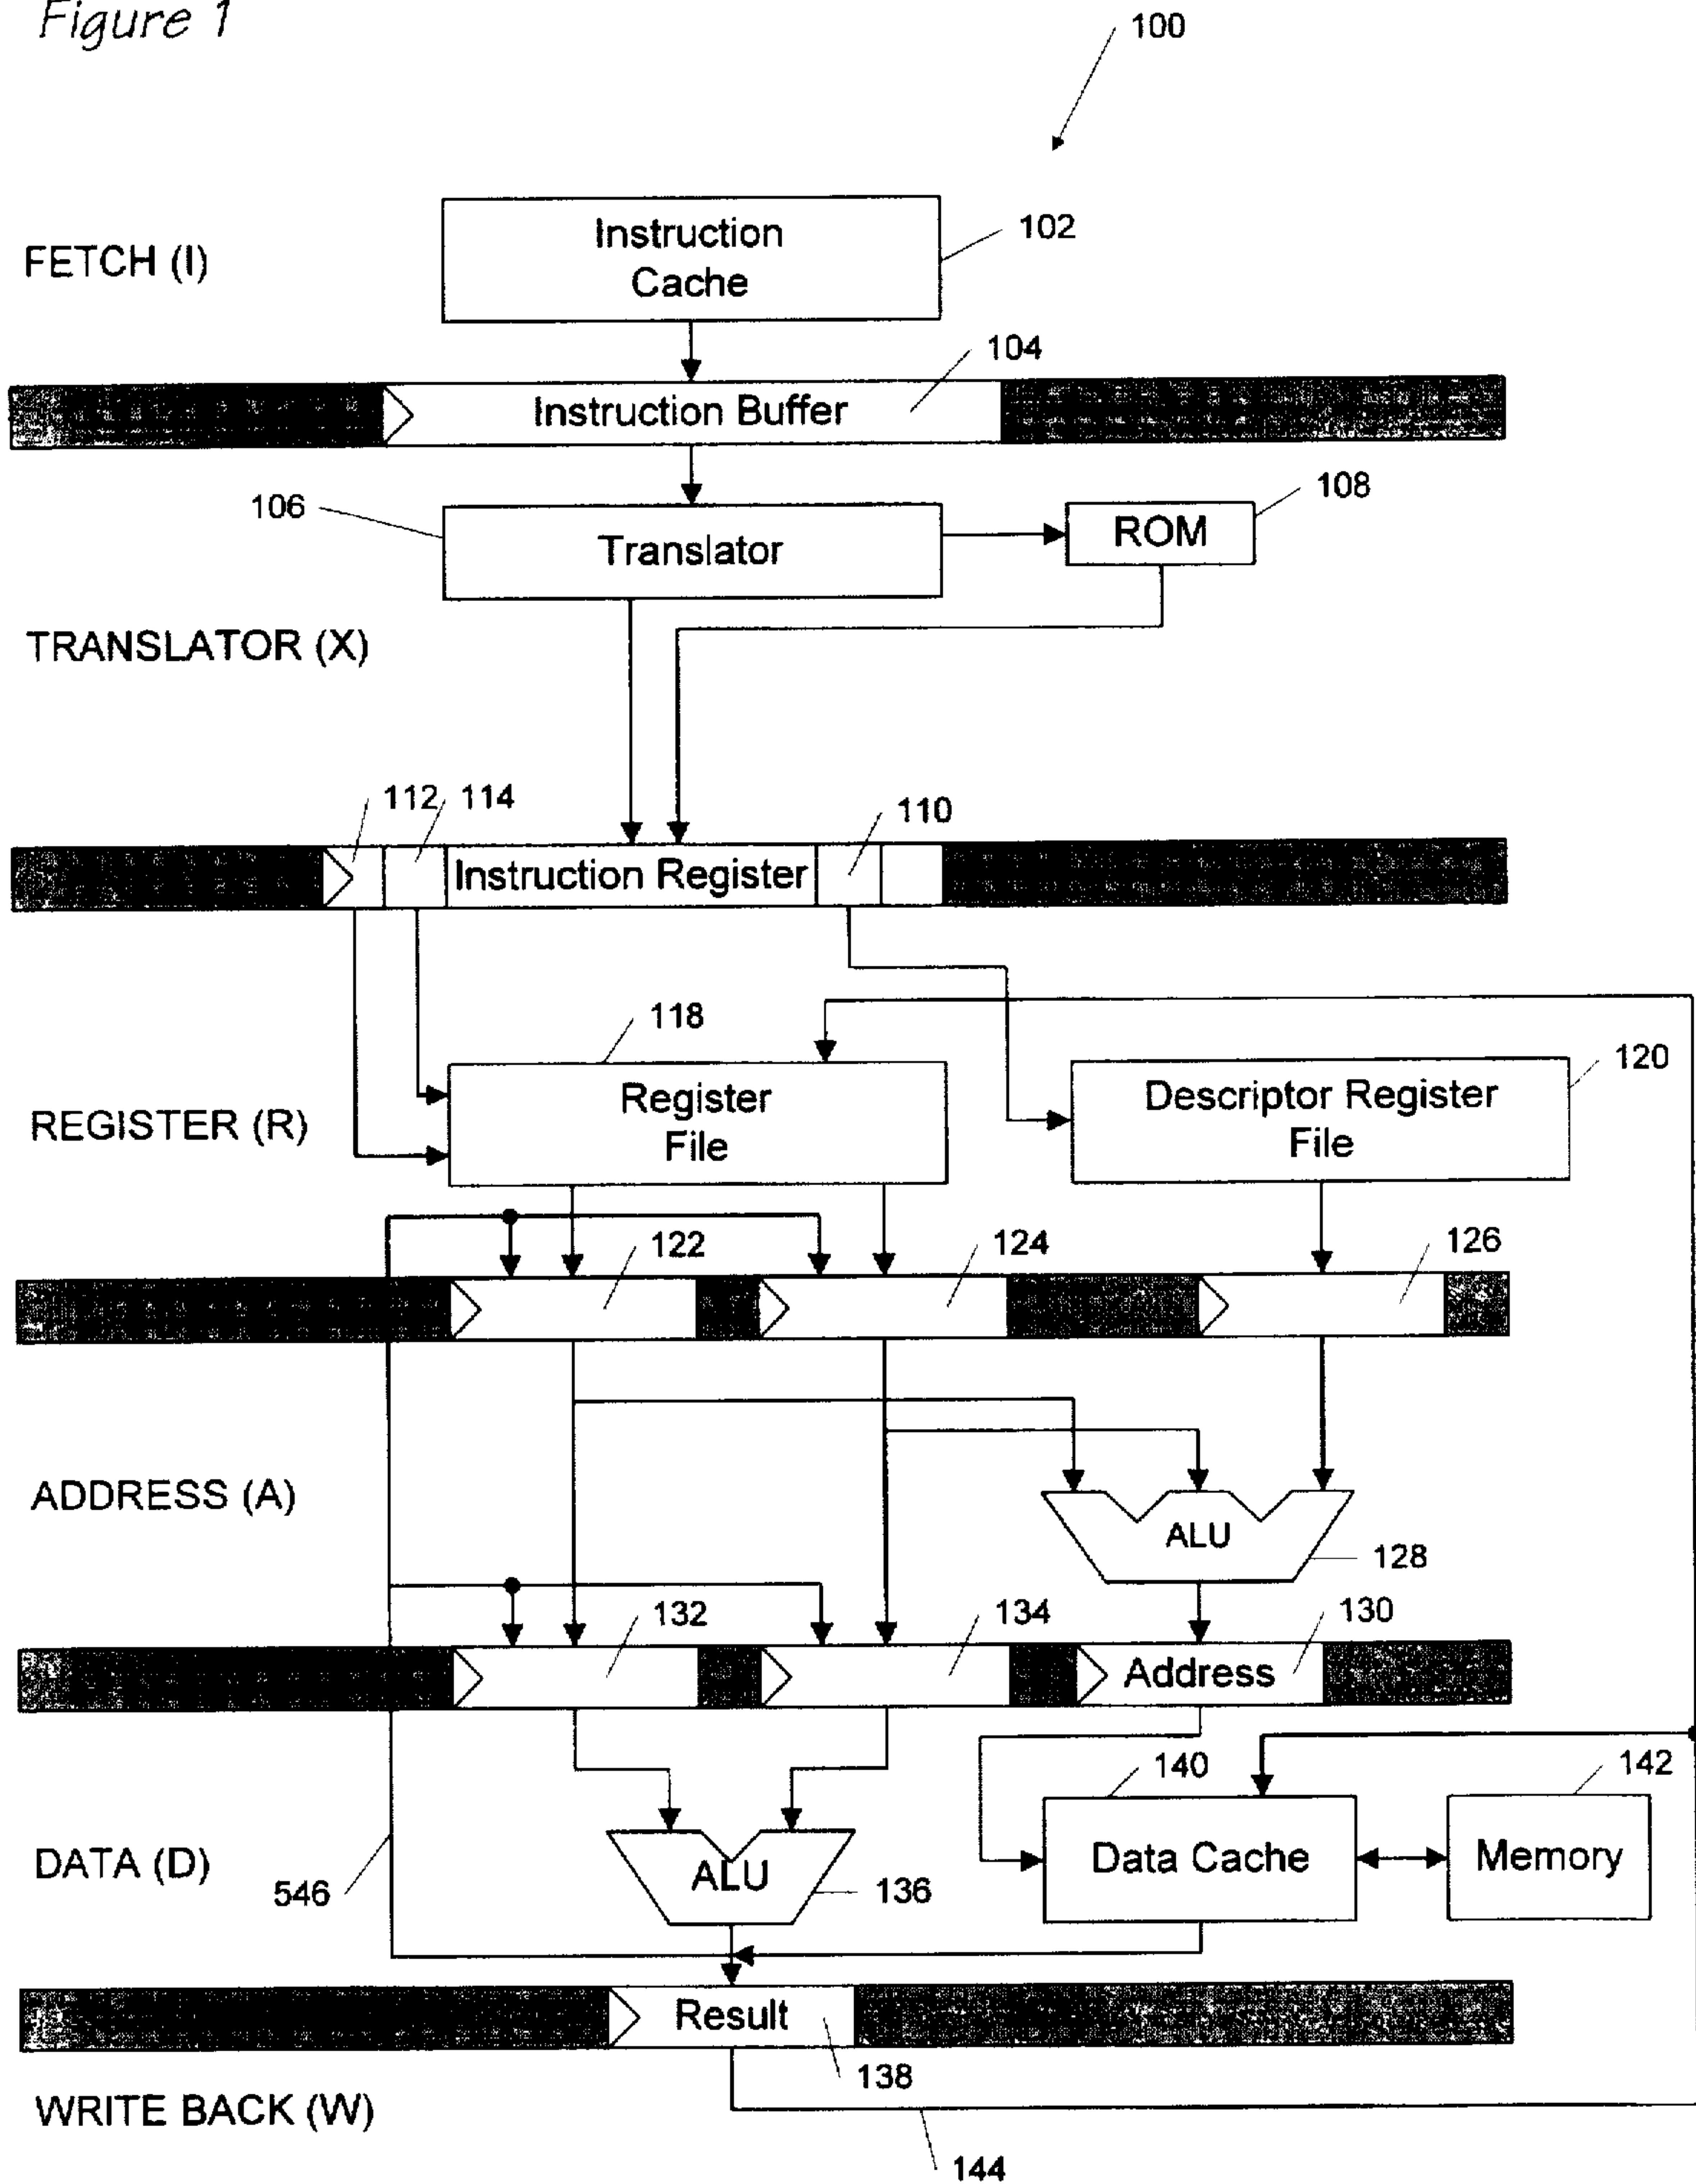 Figure 1
100
FETCH (I)
Instruction
Cache
102
104
Instruction Buffer
106
Translator
ROM
108
TRANSLATOR (X)
112
114
110
Instruction Register
118
120
REGISTER (R)
Register
File
Descriptor Register
File
122
124
126
ADDRESS (A)
ALU
128
132
134
130
Address
140
142
DATA (D)
546
ALU
136
Data Cache
Memory
Result
138
WRITE BACK (W)
144